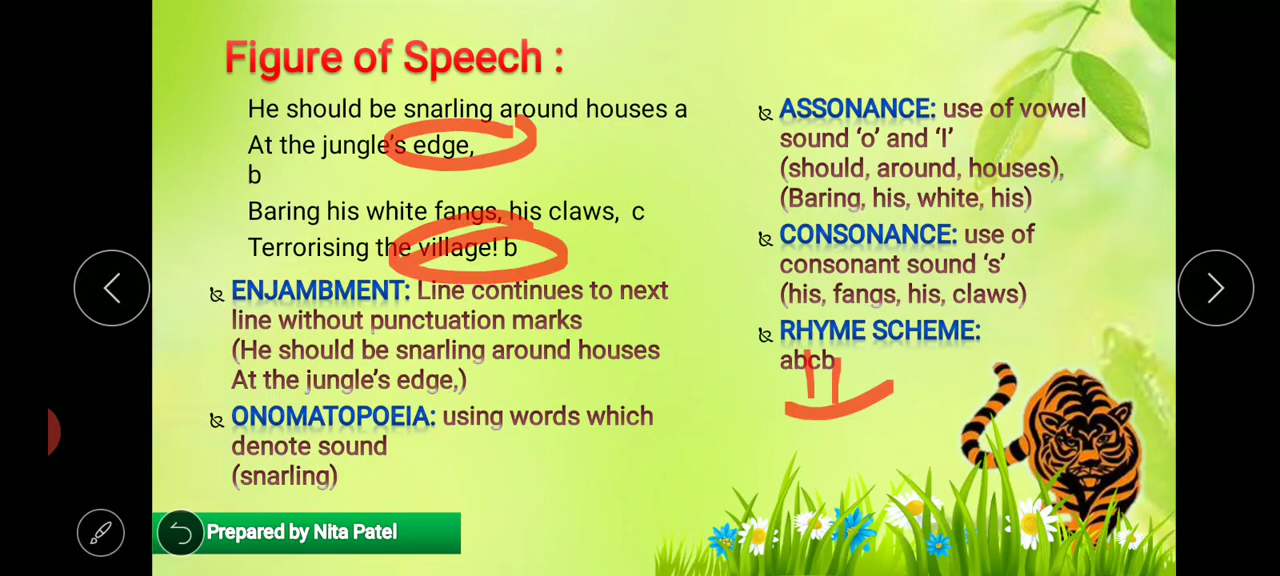 Figure of Speech :
He should be snarling around houses a
At the jungle's edge,
b
Baring his white fangs, his claws, c
Terrorising the village! b
ENJAMBMENT: Line continues to next
line without punctuation marks
(He should be snarling around houses
At the jungle's edge,)
ONOMATOPOEIA: using words which
denote sound
(snarling)
ASSONANCE: use of vowel
sound 'o' and 'I'
(should, around, houses),
(Baring, his, white, his)
CONSONANCE: use of
consonant sound 's'
(his, fangs, his, claws)
RHYME SCHEME:
abcb
Prepared by Nita Patel